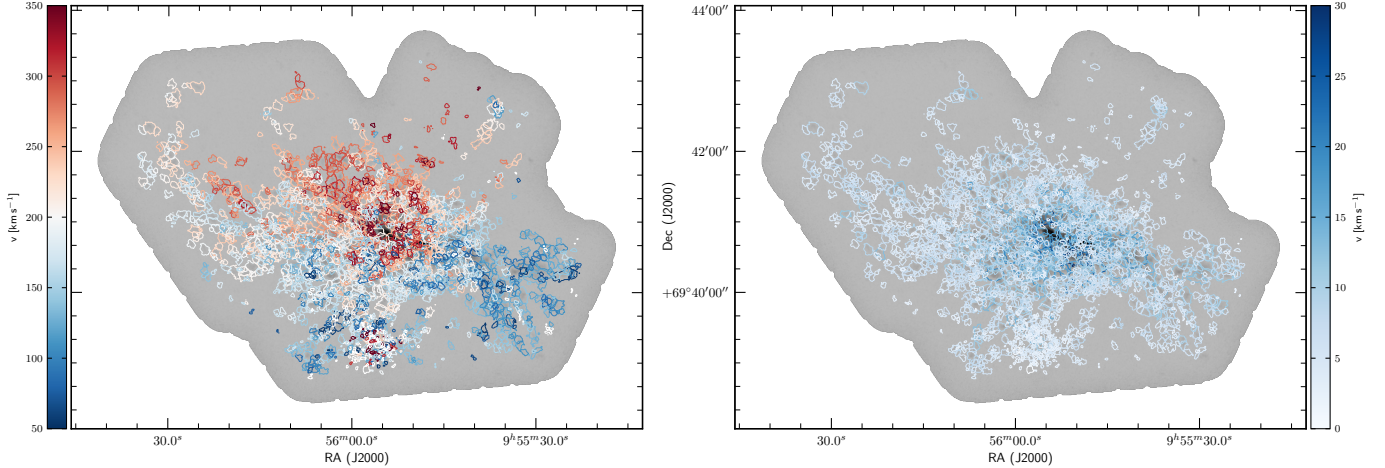 350
300
250
200
150
100
50
v [km s⁻¹]
30.0ˢ
56ᵐ00.0ˢ
9ʰ55ᵐ30.0ˢ
RA (J2000)
44′00″
42′00″
+69°40′00″
Dec (J2000)
30.0ˢ
56ᵐ00.0ˢ
9ʰ55ᵐ30.0ˢ
RA (J2000)
30
25
20
15
10
5
0
v [km s⁻¹]